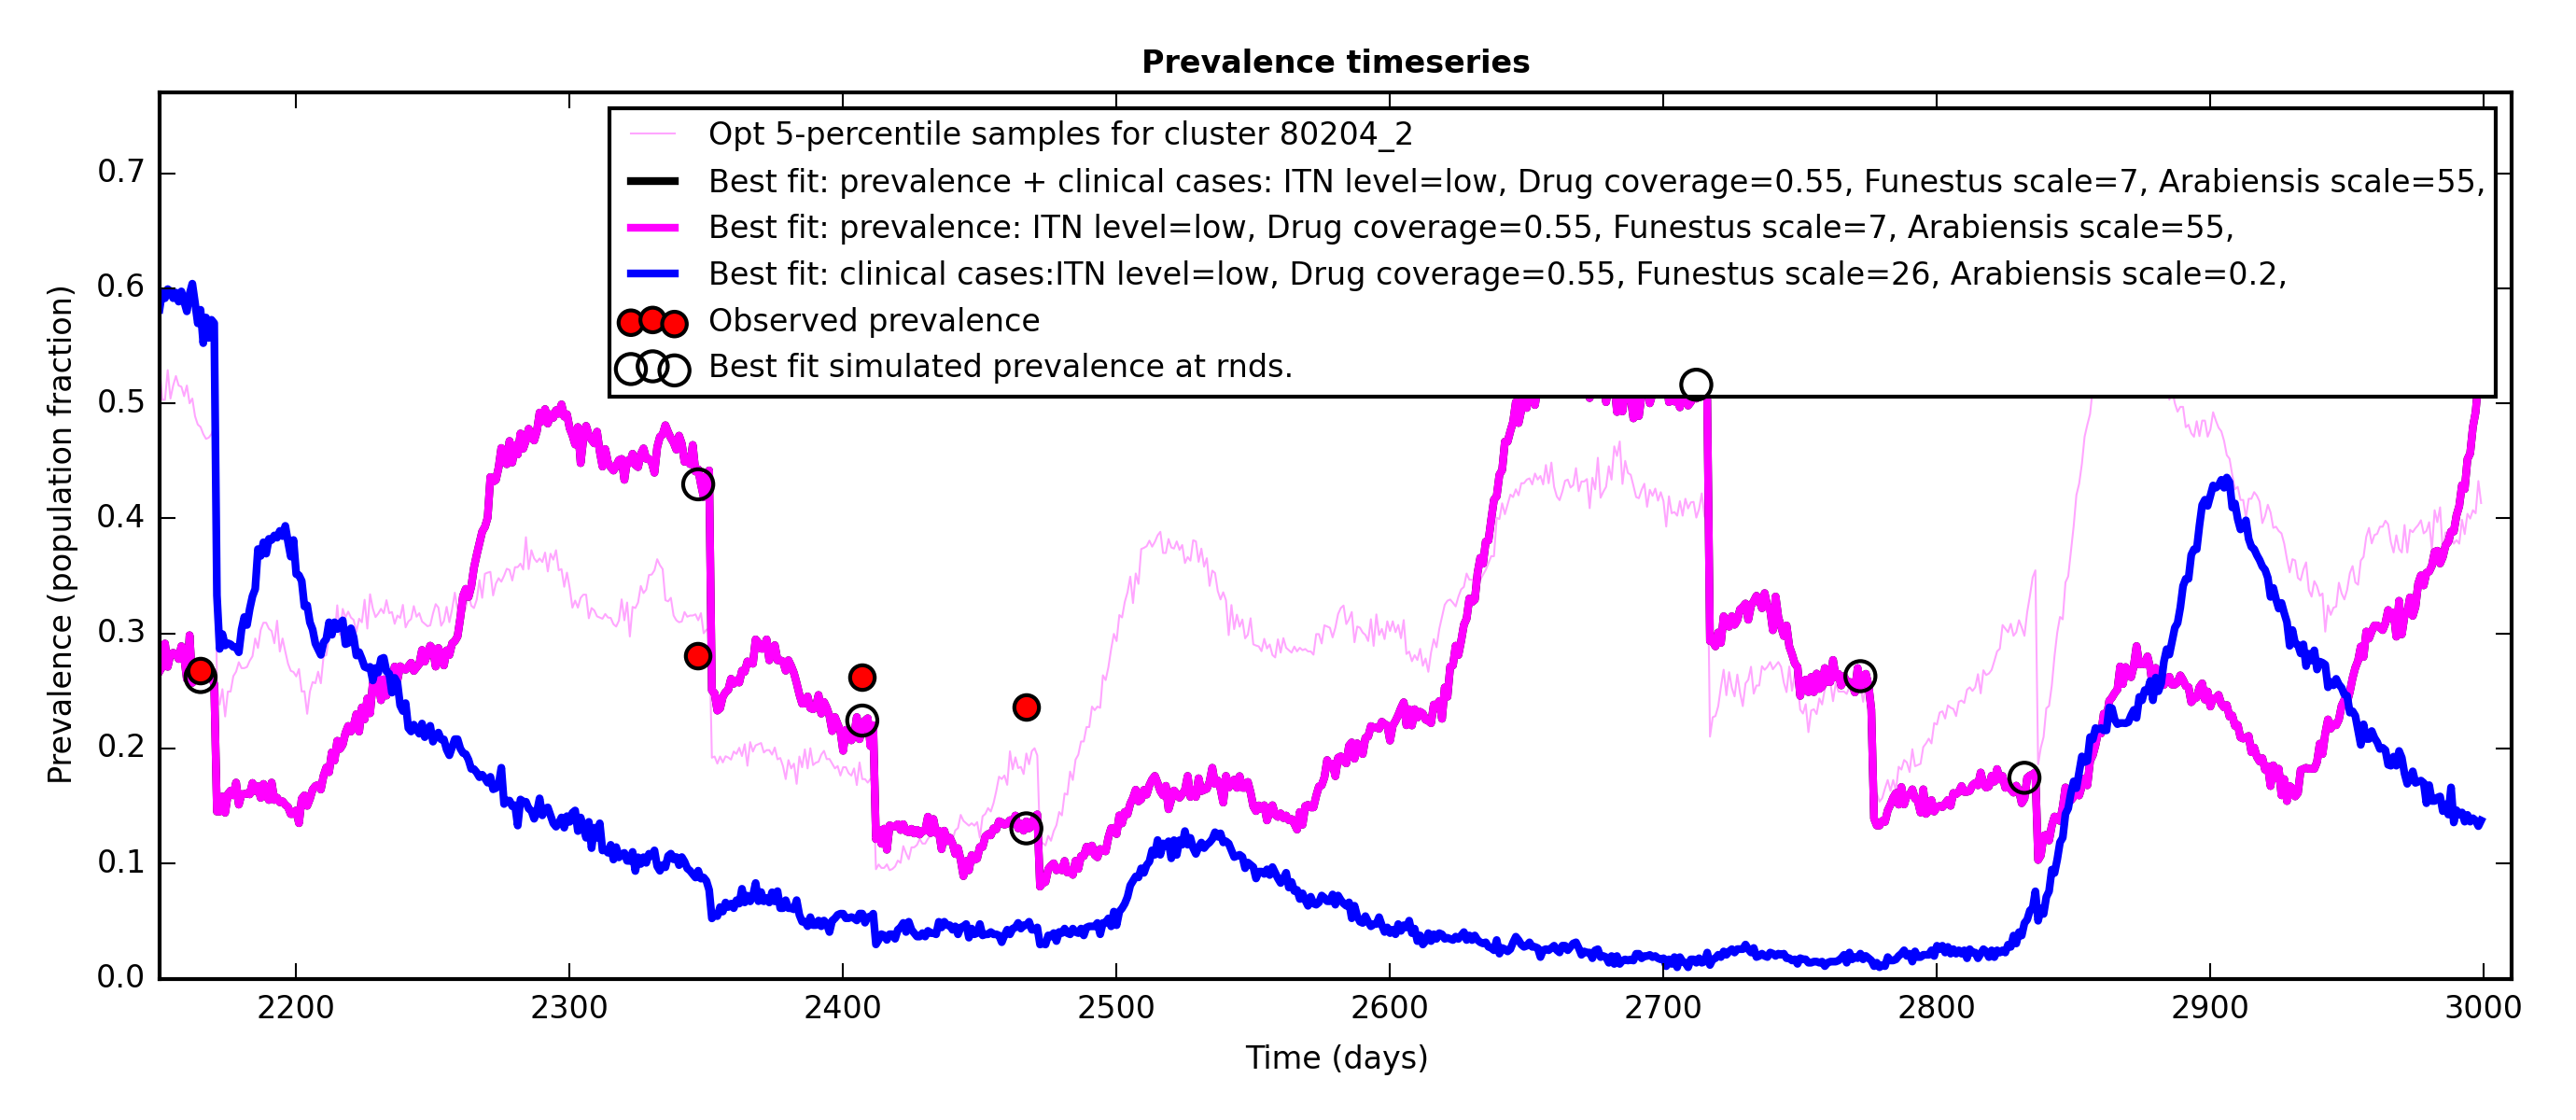 Prevalence timeseries
Opt 5-percentile samples for cluster 80204_2
Best fit: prevalence + clinical cases: ITN level=low, Drug coverage=0.55, Funestus scale=7, Arabiensis scale=55,
Best fit: prevalence: ITN level=low, Drug coverage=0.55, Funestus scale=7, Arabiensis scale=55,
Best fit: clinical cases:ITN level=low, Drug coverage=0.55, Funestus scale=26, Arabiensis scale=0.2,
Observed prevalence
Best fit simulated prevalence at rnds.
Prevalence (population fraction)
0.7
0.6
0.5
0.4
0.3
0.2
0.1
0.0
2200 2300 2400 2500 2600 2700 2800 2900 3000
Time (days)